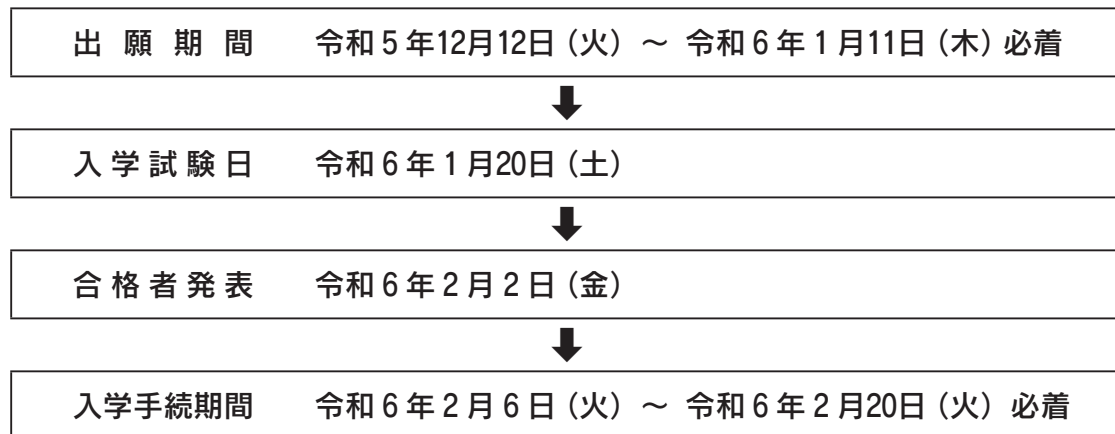 出願期間 令和5年12月12日(火) ～ 令和6年1月11日(木)必着
入学試験日 令和6年1月20日(土)
合格者発表 令和6年2月2日(金)
入学手続期間 令和6年2月6日(火) ～ 令和6年2月20日(火)必着